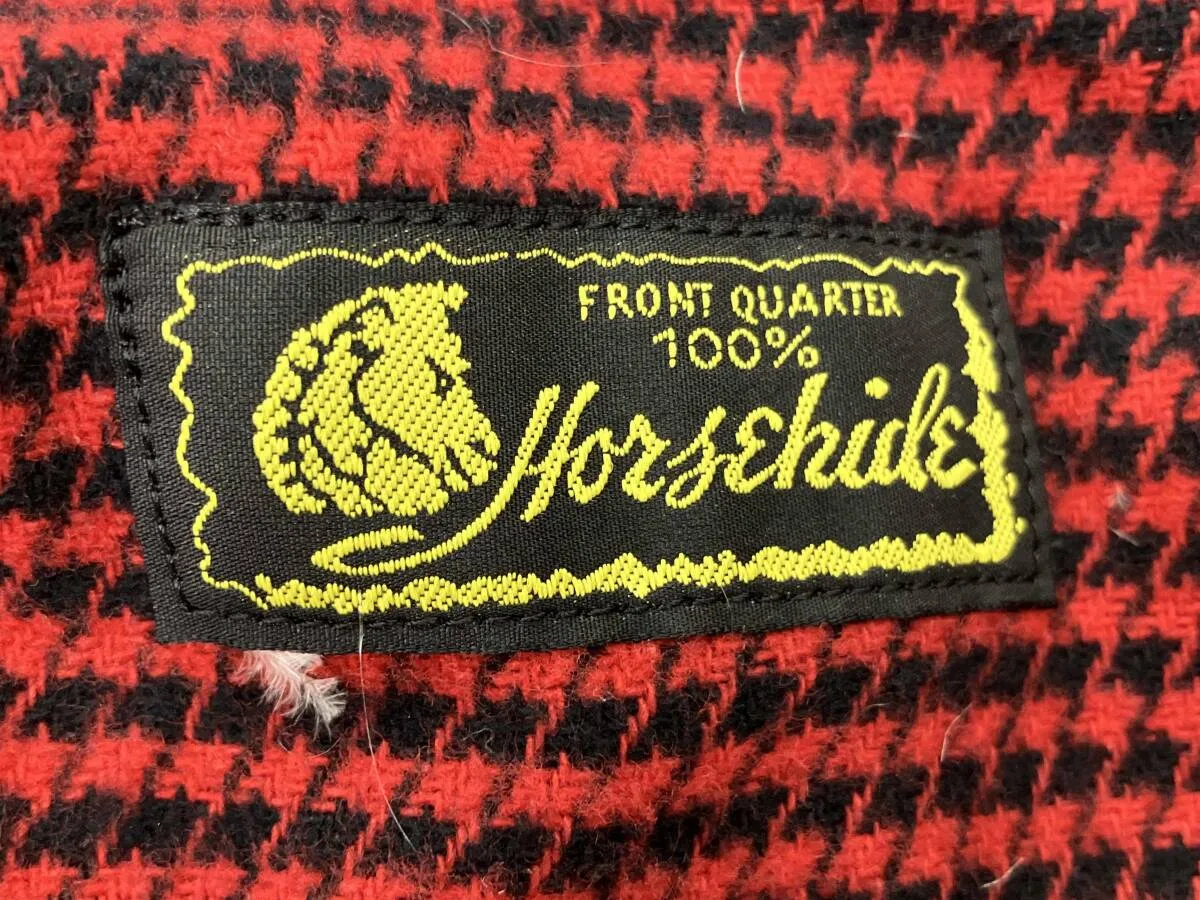 FRONT QUARTER
100%
Horsehide